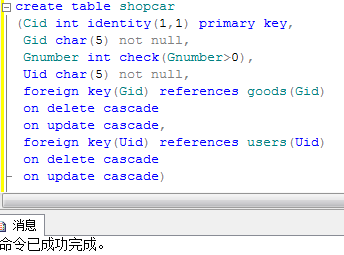 create table shopcar
(Cid int identity(1,1) primary key,
Gid char(5) not null,
Gnumber int check(Gnumber>0),
Uid char(5) not null,
foreign key(Gid) references goods(Gid)
on delete cascade
on update cascade,
foreign key(Uid) references users(Uid)
on delete cascade
on update cascade)
消息
命令已成功完成。